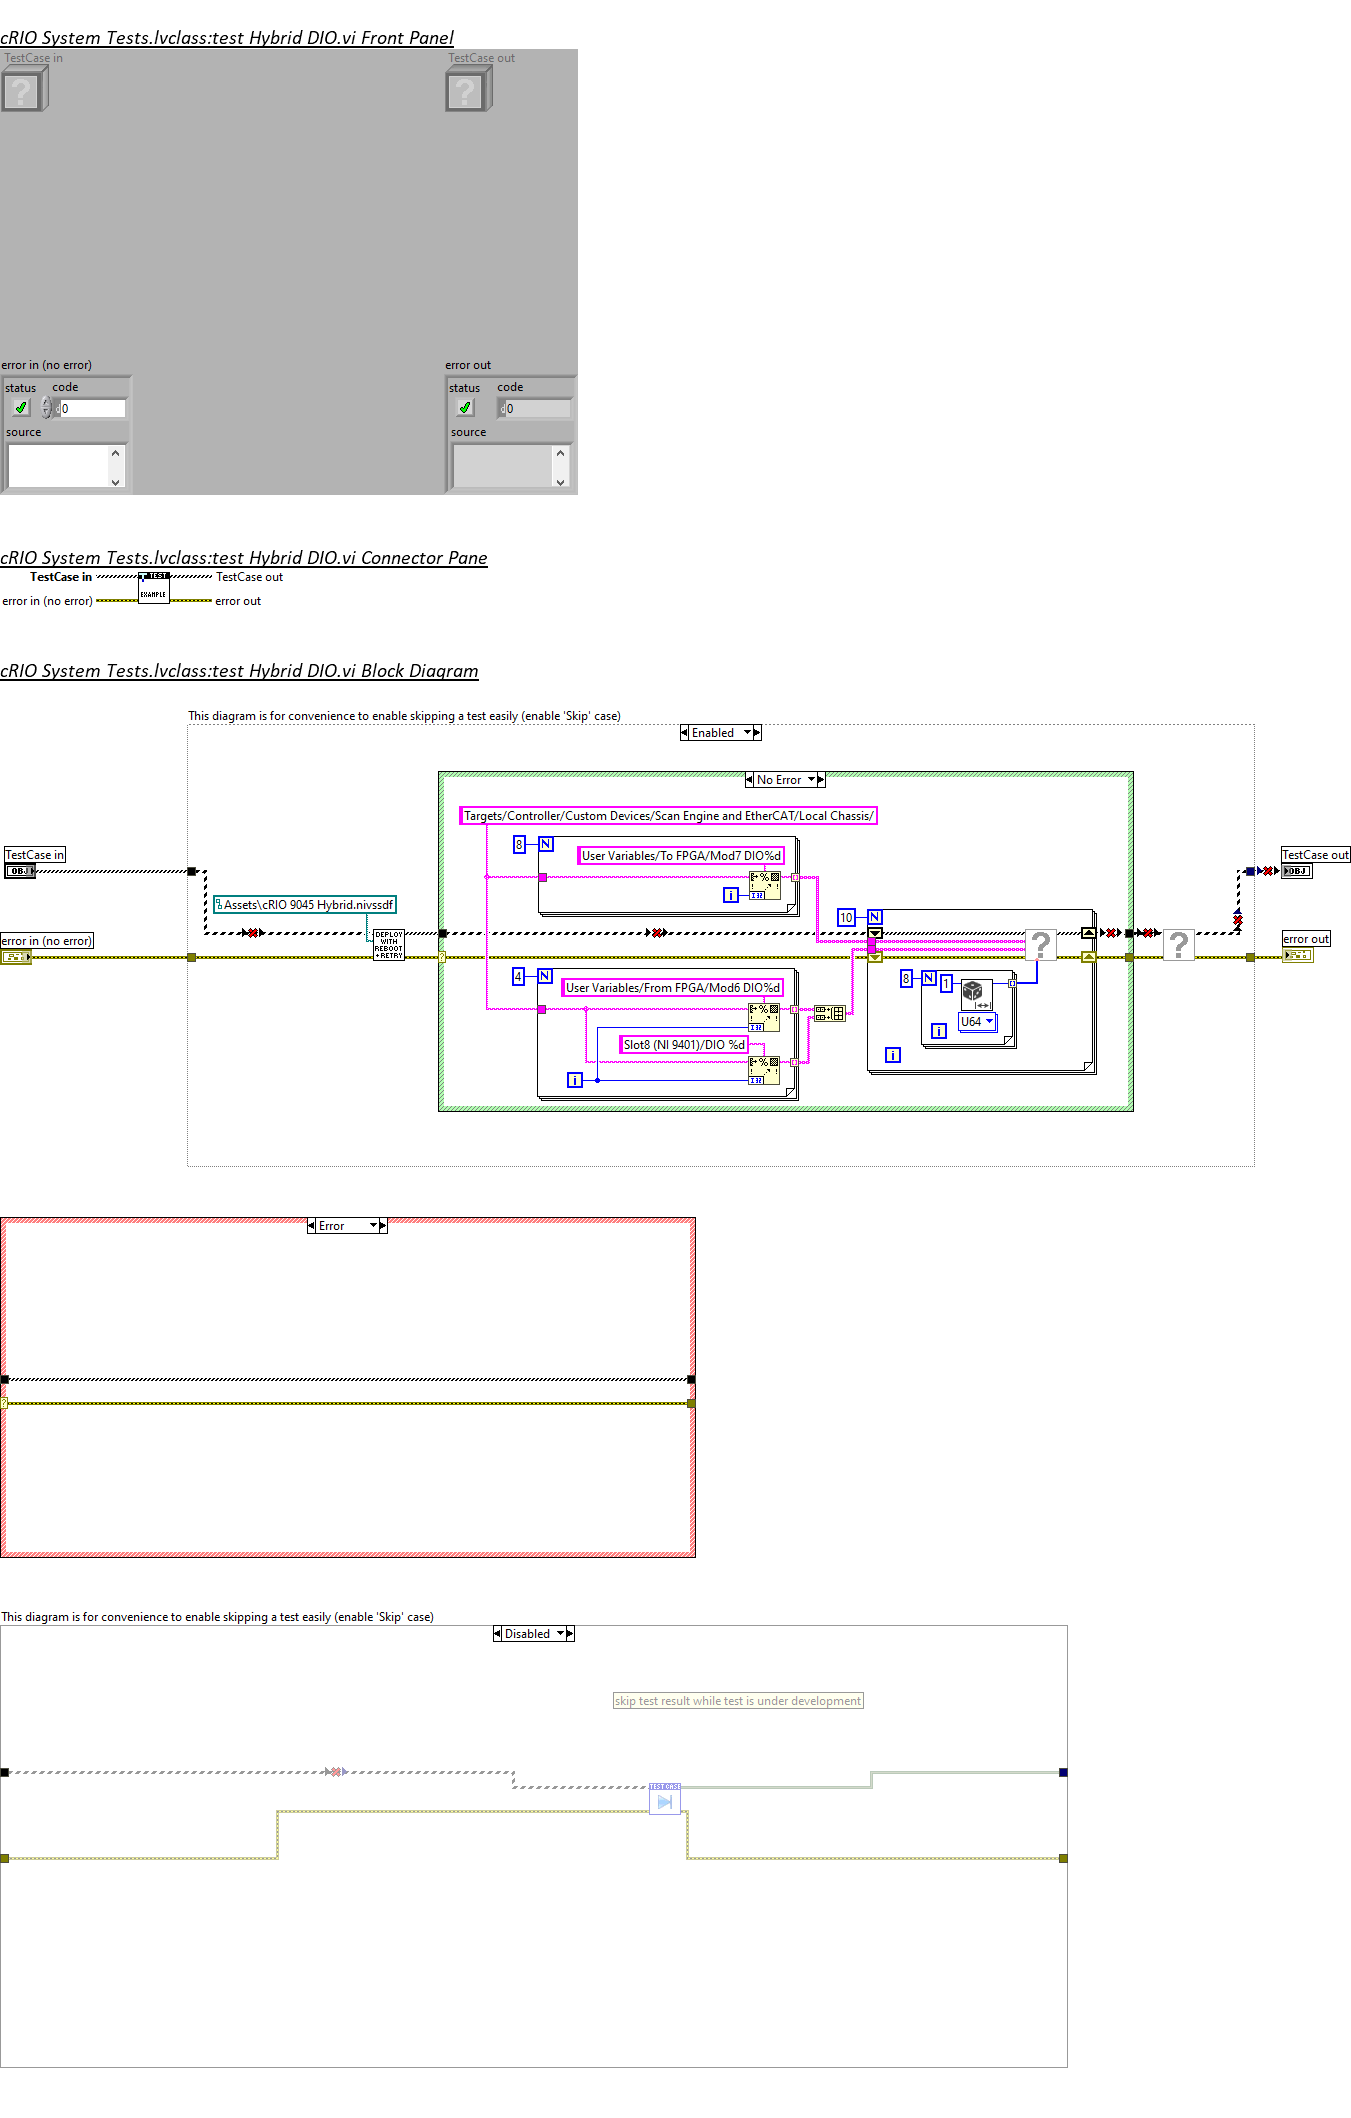 cRIO System Tests.lvclass:test Hybrid DIO.vi Front Panel
TestCase in
TestCase out
?
?
error in (no error)
error out
status
code
status
code
d 0
d 0
source
source
cRIO System Tests.lvclass:test Hybrid DIO.vi Connector Pane
TestCase in
TEST
TestCase out
EXAMPLE
error in (no error)
error out
cRIO System Tests.lvclass:test Hybrid DIO.vi Block Diagram
This diagram is for convenience to enable skipping a test easily (enable 'Skip' case)
Enabled
No Error
Targets/Controller/Custom Devices/Scan Engine and EtherCAT/Local Chassis/
8
N
User Variables/To FPGA/Mod7 DIO%d
i
TestCase in
OBJ
TestCase out
OBJ
Assets\cRIO 9045 Hybrid.nivssdf
10
N
DEPLOY
WITH
REBOOT
+ RETRY
error in (no error)
error out
?
?
?
4
N
User Variables/From FPGA/Mod6 DIO%d
8
N
1
U64
i
Slot8 (NI 9401)/DIO %d
i
i
Error
?
This diagram is for convenience to enable skipping a test easily (enable 'Skip' case)
Disabled
skip test result while test is under development
TEST CASE